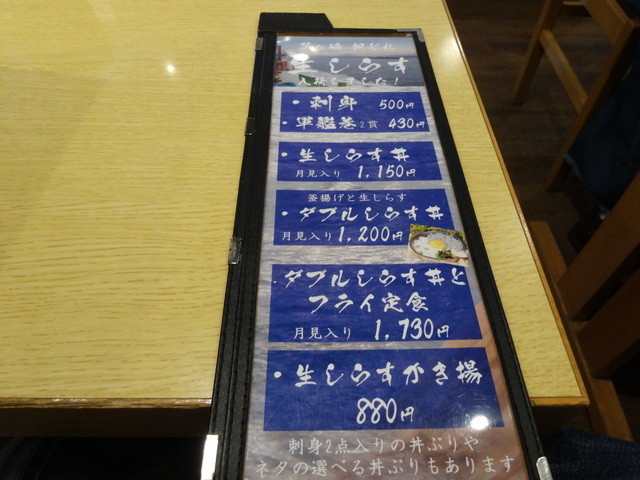 生しらす
入荷しました!
・刺身 500円
・軍艦巻2貫 430円
・生しらす丼
月見入り 1,150円
釜揚げと生しらす
・ダブルしらす丼
月見入り 1,200円
・ダブルしらす丼と
フライ定食
月見入り 1,730円
・生しらすかき揚
880円
刺身2点入りの丼ぶりや
ネタの選べる丼ぶりもあります